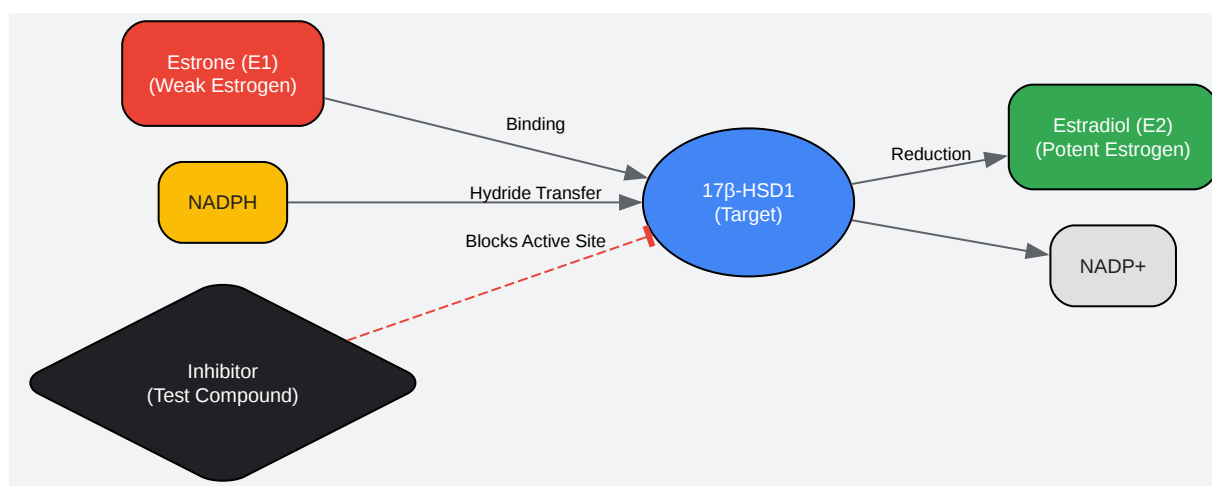 Estrone (E1)
(Weak Estrogen)
Binding
NADPH
Hydride Transfer
Blocks Active Site
Inhibitor
(Test Compound)
17β-HSD1
(Target)
Reduction
Estradiol (E2)
(Potent Estrogen)
NADP+